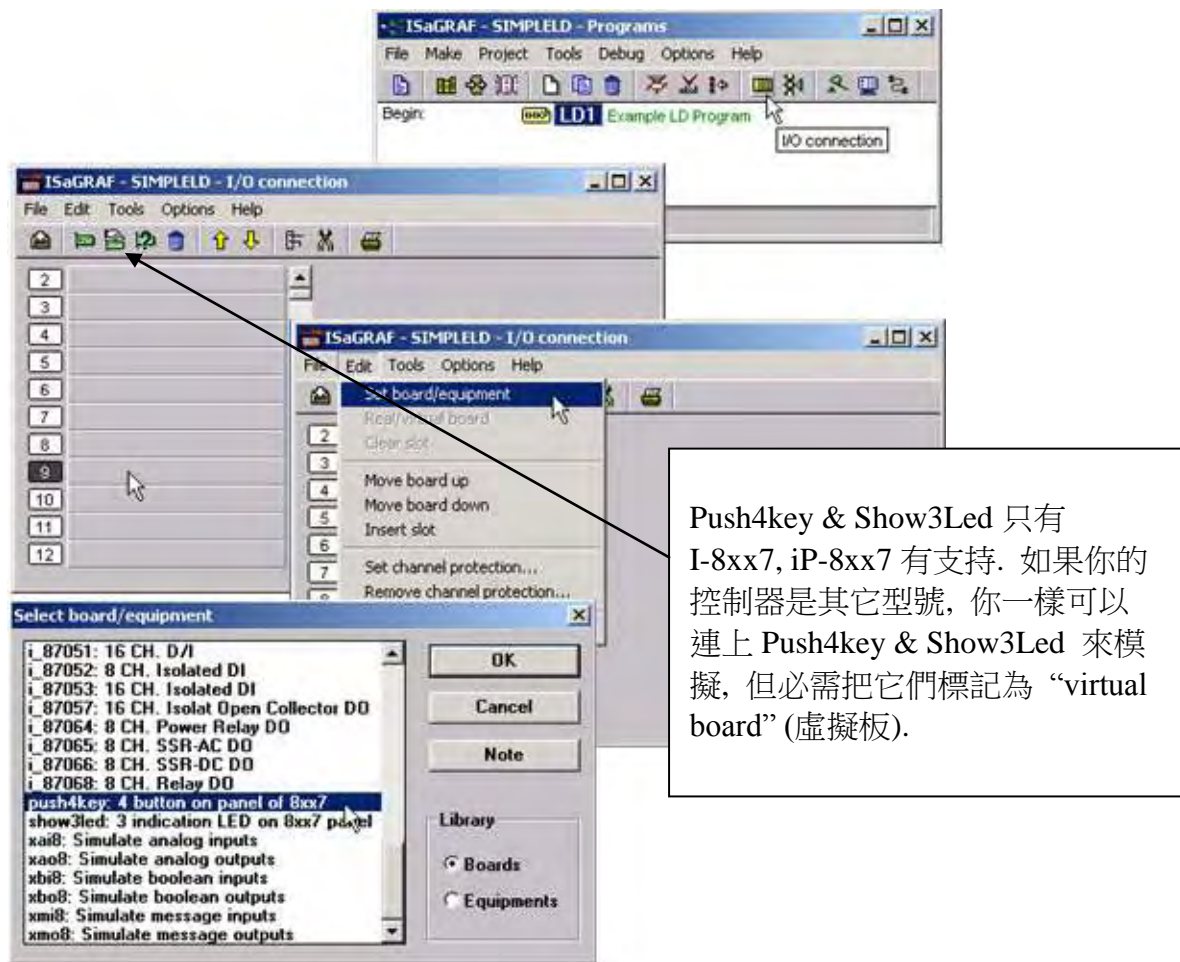 ISaGRAF - SIMPLELD - Programs
File Make Project Tools Debug Options Help
Begin: LD1 Example LD Program
I/O connection
ISaGRAF - SIMPLELD - I/O connection
File Edit Tools Options Help
2
3
4
5
6
7
8
9
10
11
12
ISaGRAF - SIMPLELD - I/O connection
File Edit Tools Options Help
Set board/equipment
Real/virtual board
Clear slot
Move board up
Move board down
Insert slot
Set channel protection...
Remove channel protection...
2
3
4
5
6
7
8
Push4key & Show3Led 只有
I-8xx7, iP-8xx7 有支持. 如果你的
控制器是其它型號, 你一樣可以
連上 Push4key & Show3Led 來模
擬, 但必需把它們標記為 “virtual
board” (虛擬板).
Select board/equipment
i_87051: 16 CH. D/I
i_87052: 8 CH. Isolated DI
i_87053: 16 CH. Isolated DI
i_87057: 16 CH. Isolat Open Collector DO
i_87064: 8 CH. Power Relay DO
i_87065: 8 CH. SSR-AC DO
i_87066: 8 CH. SSR-DC DO
i_87068: 8 CH. Relay DO
push4key: 4 button on panel of 8xx7
show3led: 3 indication LED on 8xx7 panel
xai8: Simulate analog inputs
xao8: Simulate analog outputs
xbi8: Simulate boolean inputs
xbo8: Simulate boolean outputs
xmi8: Simulate message inputs
xmo8: Simulate message outputs
OK
Cancel
Note
Library
Boards
Equipments